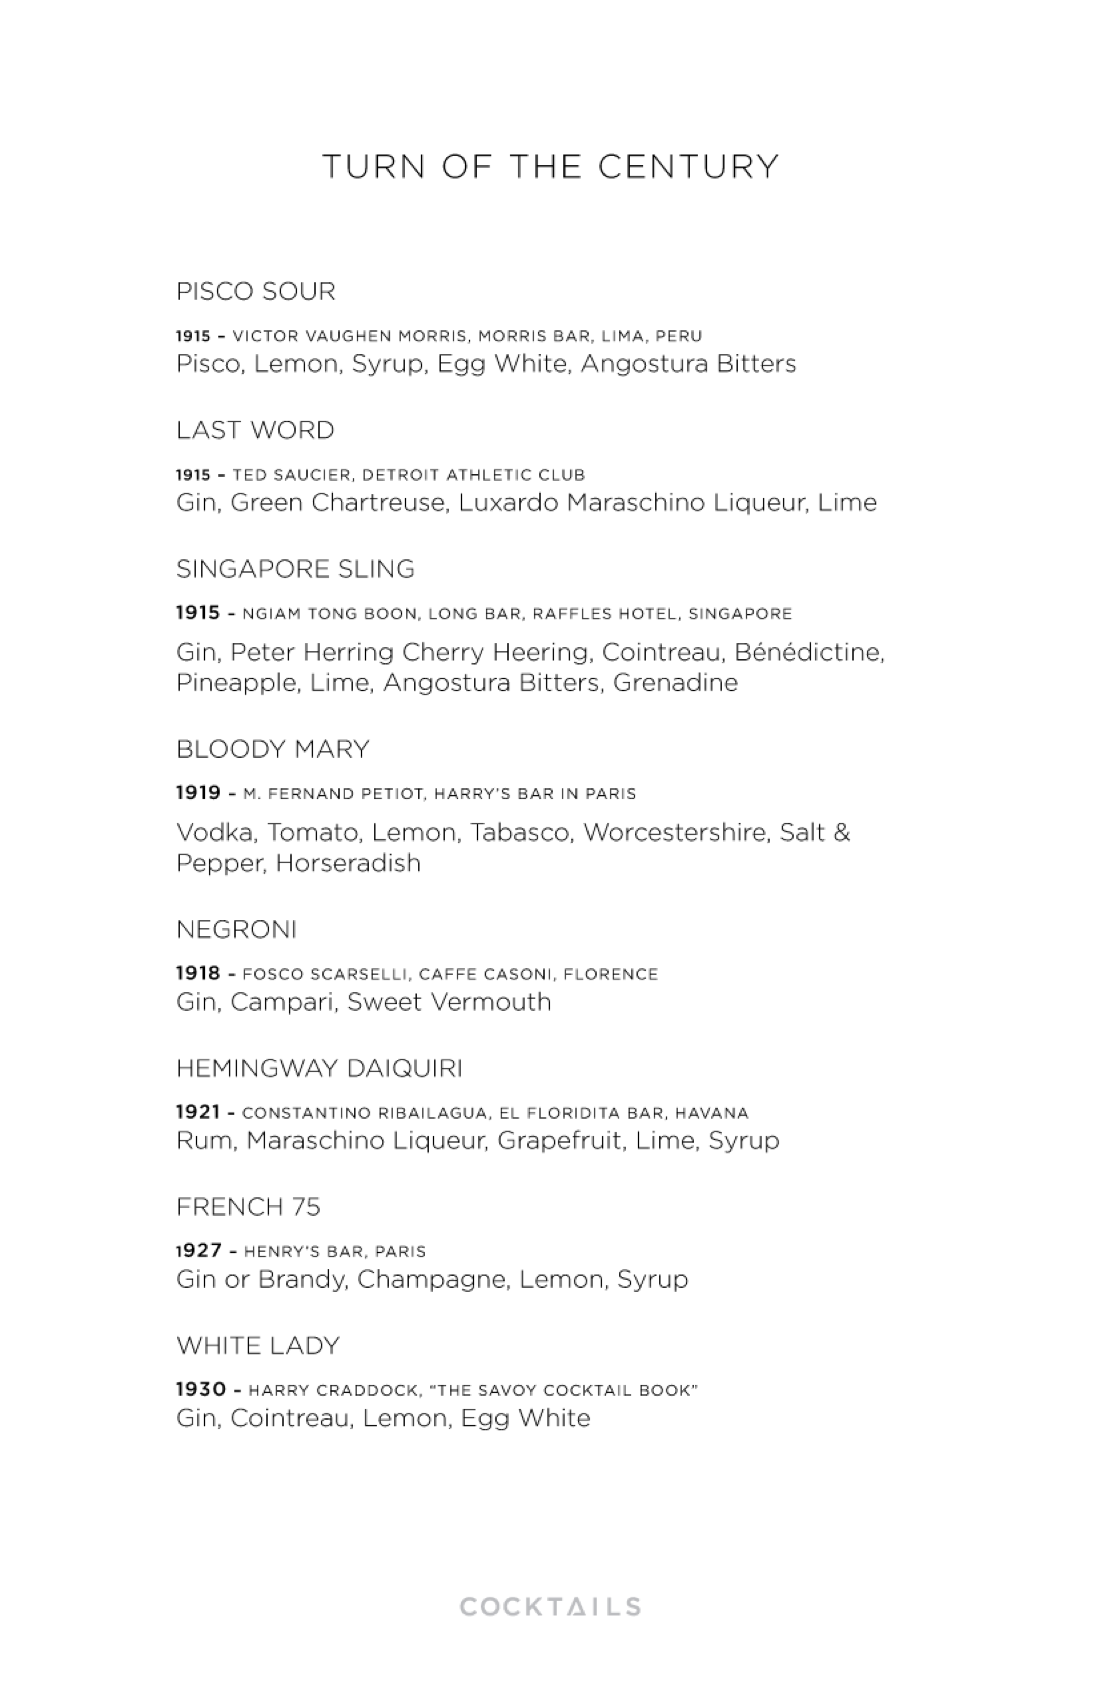 TURN OF THE CENTURY
PISCO SOUR
1915 – VICTOR VAUGHEN MORRIS, MORRIS BAR, LIMA, PERU
Pisco, Lemon, Syrup, Egg White, Angostura Bitters
LAST WORD
1915 – TED SAUCIER, DETROIT ATHLETIC CLUB
Gin, Green Chartreuse, Luxardo Maraschino Liqueur, Lime
SINGAPORE SLING
1915 - NGIAM TONG BOON, LONG BAR, RAFFLES HOTEL, SINGAPORE
Gin, Peter Herring Cherry Heering, Cointreau, Bénédictine,
Pineapple, Lime, Angostura Bitters, Grenadine
BLOODY MARY
1919 - M. FERNAND PETIOT, HARRY'S BAR IN PARIS
Vodka, Tomato, Lemon, Tabasco, Worcestershire, Salt &
Pepper, Horseradish
NEGRONI
1918 - FOSCO SCARSELLI, CAFFE CASONI, FLORENCE
Gin, Campari, Sweet Vermouth
HEMINGWAY DAIQUIRI
1921 - CONSTANTINO RIBAILAGUA, EL FLORIDITA BAR, HAVANA
Rum, Maraschino Liqueur, Grapefruit, Lime, Syrup
FRENCH 75
1927 - HENRY'S BAR, PARIS
Gin or Brandy, Champagne, Lemon, Syrup
WHITE LADY
1930 - HARRY CRADDOCK, "THE SAVOY COCKTAIL BOOK"
Gin, Cointreau, Lemon, Egg White
COCKTAILS